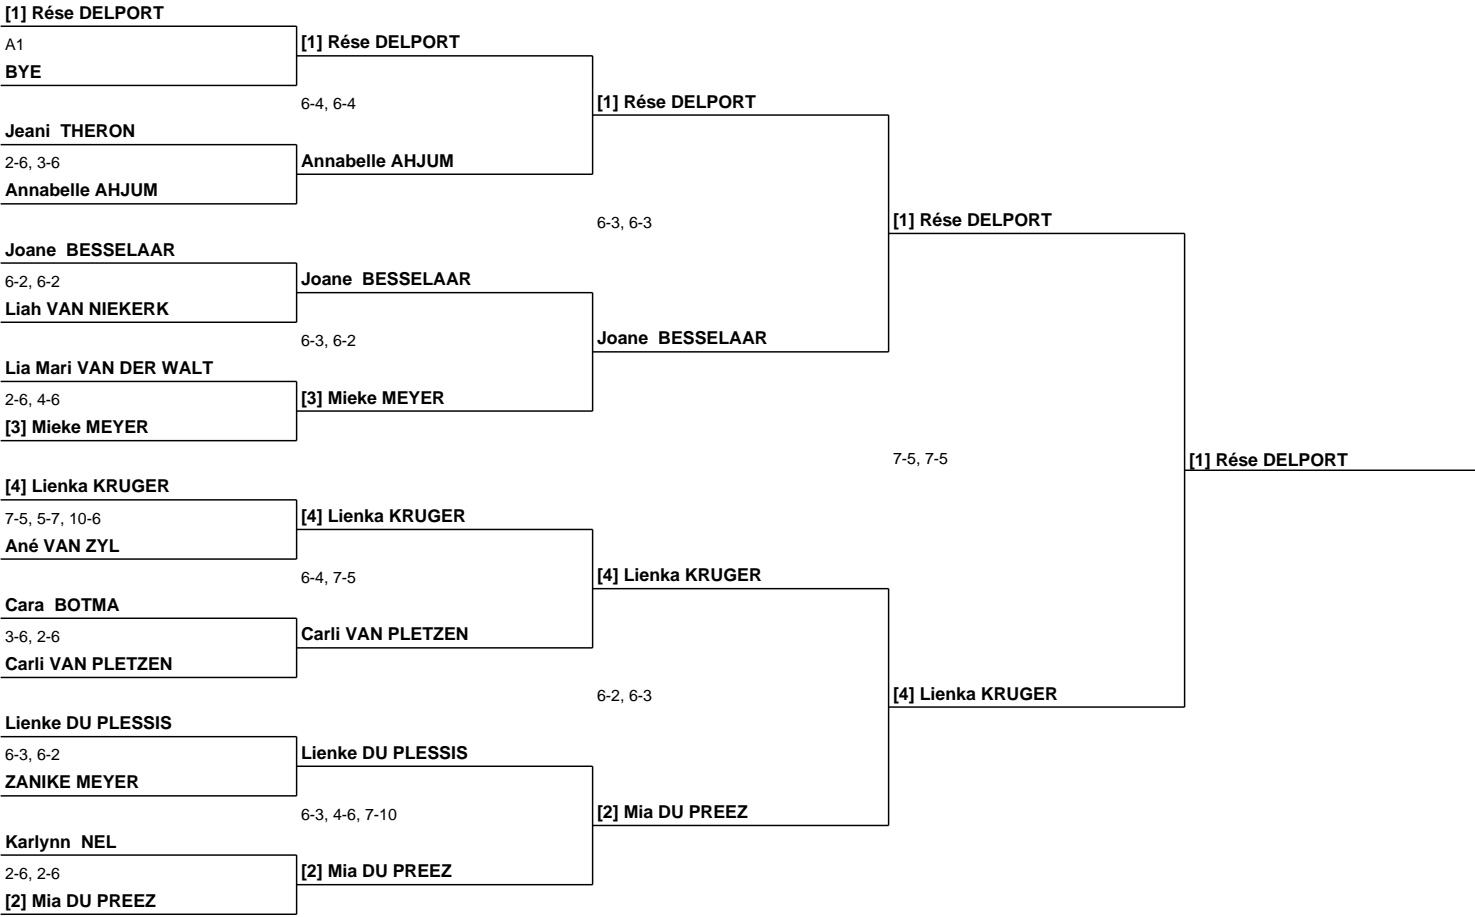 [1] Rése DELPORT
A1
BYE
Jeani  THERON
2-6, 3-6
Annabelle AHJUM
Joane  BESSELAAR
6-2, 6-2
Liah VAN NIEKERK
Lia Mari VAN DER WALT
2-6, 4-6
[3] Mieke MEYER
[4] Lienka KRUGER
7-5, 5-7, 10-6
Ané VAN ZYL
Cara  BOTMA
3-6, 2-6
Carli VAN PLETZEN
Lienke DU PLESSIS
6-3, 6-2
ZANIKE MEYER
Karlynn  NEL
2-6, 2-6
[2] Mia DU PREEZ
[1] Rése DELPORT
6-4, 6-4
Annabelle AHJUM
Joane  BESSELAAR
6-3, 6-2
[3] Mieke MEYER
[4] Lienka KRUGER
6-4, 7-5
Carli VAN PLETZEN
Lienke DU PLESSIS
6-3, 4-6, 7-10
[2] Mia DU PREEZ
[1] Rése DELPORT
6-3, 6-3
Joane  BESSELAAR
[4] Lienka KRUGER
6-2, 6-3
[2] Mia DU PREEZ
[1] Rése DELPORT
7-5, 7-5
[4] Lienka KRUGER
[1] Rése DELPORT